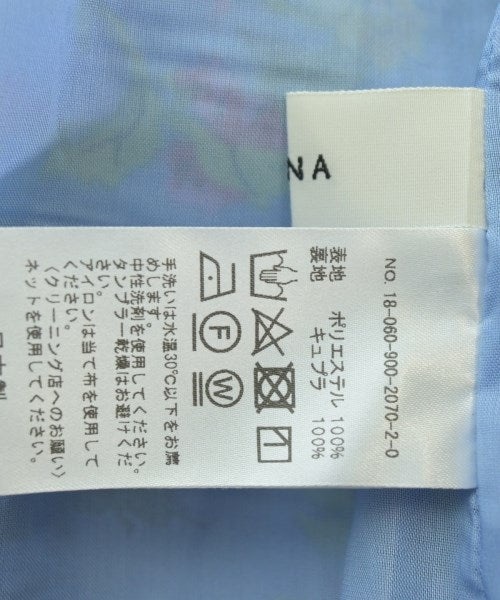 NA
NO. 18-060-900-2070-2-0
表地 ポリエステル 100%
裏地 キュプラ 100%
F
W
手洗いは水温30℃以下をお薦
めします。
中性洗剤を使用してください。
タンブラー乾燥はお避けくだ
さい。
アイロンは当て布を使用して
ください。
〈クリーニング店へのお願い〉
ネットを使用してください。